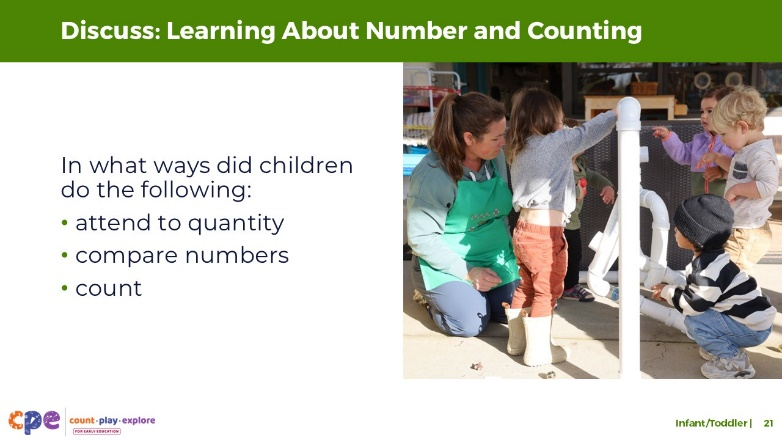 Discuss: Learning About Number and Counting
In what ways did children
do the following:
• attend to quantity
• compare numbers
• count
cpe
count·play·explore
FOR EARLY EDUCATION
Infant/Toddler | 21